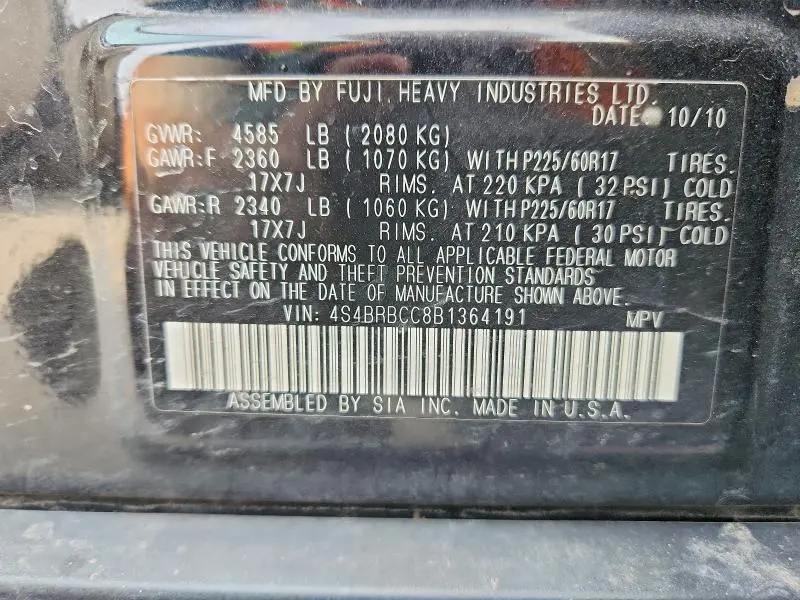 MFD BY FUJI HEAVY INDUSTRIES LTD.
DATE 10/10
GVWR: 4585 LB ( 2080 KG)
GAWR:F 2360 LB ( 1070 KG) WITH P225/60R17 TIRES.
17X7J RIMS. AT 220 KPA ( 32 PSI) COLD
GAWR:R 2340 LB ( 1060 KG) WITH P225/60R17 TIRES.
17X7J RIMS. AT 210 KPA ( 30 PSI) COLD
THIS VEHICLE CONFORMS TO ALL APPLICABLE FEDERAL MOTOR
VEHICLE SAFETY AND THEFT PREVENTION STANDARDS
IN EFFECT ON THE DATE OF MANUFACTURE SHOWN ABOVE.
VIN: 4S4BRBCC8B1364191 MPV
ASSEMBLED BY SIA INC. MADE IN U.S.A.